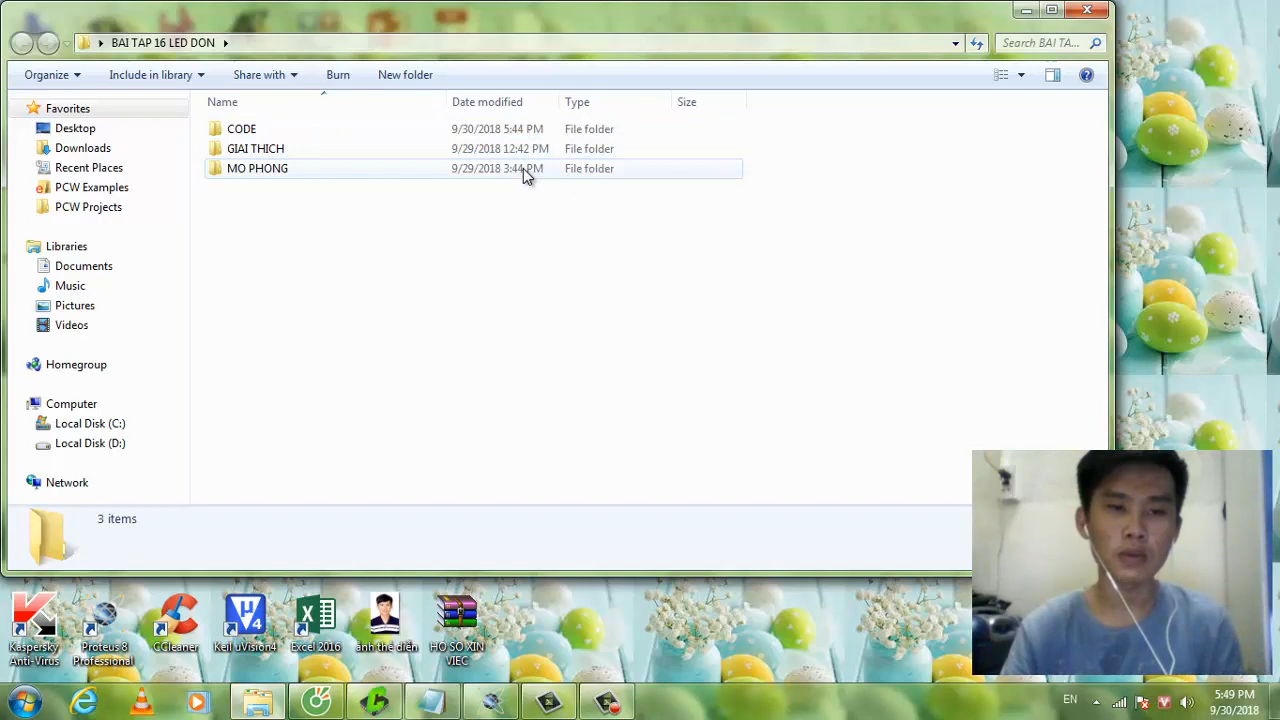 BAI TAP 16 LED DON
Search BAI TA...
Organize
Include in library
Share with
Burn
New folder
Name
Date modified
Type
Size
CODE
9/30/2018 5:44 PM
File folder
GIAI THICH
9/29/2018 12:42 PM
File folder
MO PHONG
9/29/2018 3:44 PM
File folder
Favorites
Desktop
Downloads
Recent Places
PCW Examples
PCW Projects
Libraries
Documents
Music
Pictures
Videos
Homegroup
Computer
Local Disk (C:)
Local Disk (D:)
Network
3 items
Kaspersky
Anti-Virus
Proteus 8
Professional
CCleaner
Keil uVision4
Excel 2016
ảnh thẻ diễn
HO SO XIN
VIEC
EN
5:49 PM
9/30/2018